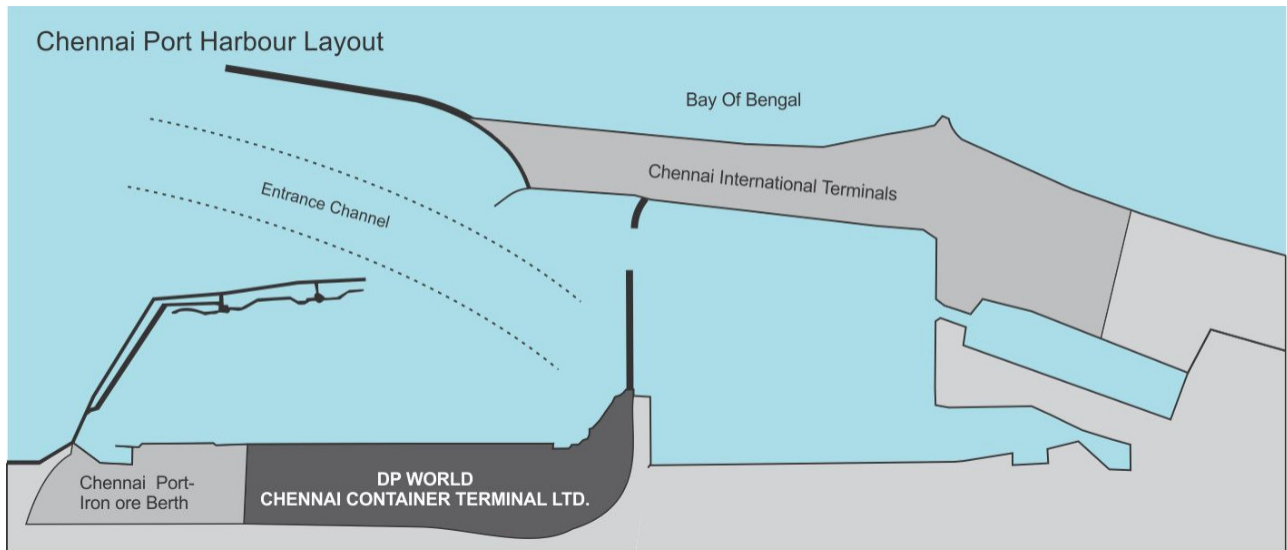 Chennai Port Harbour Layout
Bay Of Bengal
Chennai International Terminals
Entrance Channel
Chennai Port-
Iron ore Berth
DP WORLD
CHENNAI CONTAINER TERMINAL LTD.